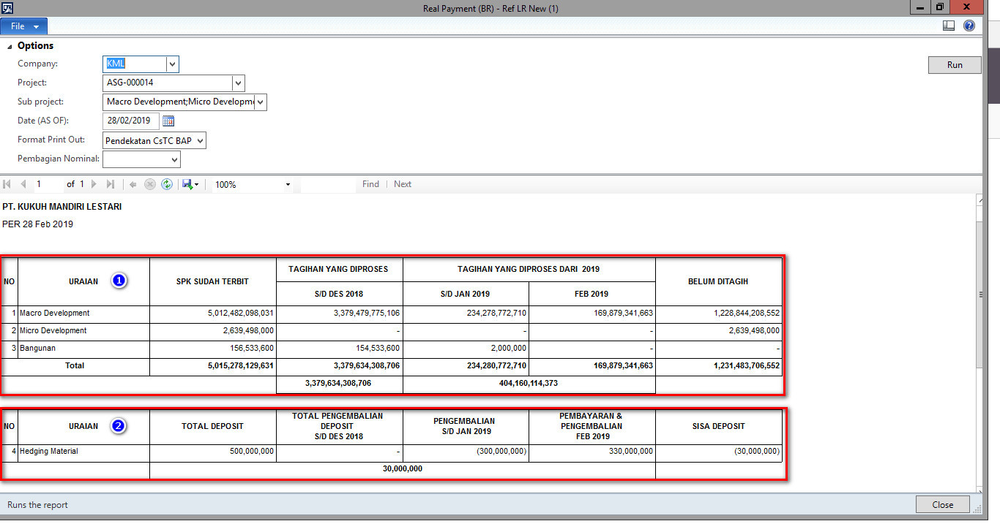 Real Payment (BR) - Ref LR New (1)
File
Options
Company: KML
Run
Project: ASG-000014
Sub project: Macro Development;Micro Developme
Date (AS OF): 28/02/2019
Format Print Out: Pendekatan CsTC BAP
Pembagian Nominal:
1 of 1 100% Find | Next
PT. KUKUH MANDIRI LESTARI
PER 28 Feb 2019
NO URAIAN 1 SPK SUDAH TERBIT TAGIHAN YANG DIPROSES TAGIHAN YANG DIPROSES DARI 2019 BELUM DITAGIH
S/D DES 2018 S/D JAN 2019 FEB 2019
1 Macro Development 5,012,482,098,031 3,379,479,775,106 234,278,772,710 169,879,341,663 1,228,844,208,552
2 Micro Development 2,639,498,000 - - - 2,639,498,000
3 Bangunan 156,533,600 154,533,600 2,000,000 - -
Total 5,015,278,129,631 3,379,634,308,706 234,280,772,710 169,879,341,663 1,231,483,706,552
3,379,634,308,706 404,160,114,373
NO URAIAN 2 TOTAL DEPOSIT TOTAL PENGEMBALIAN DEPOSIT S/D DES 2018 PENGEMBALIAN S/D JAN 2019 PEMBAYARAN & PENGEMBALIAN FEB 2019 SISA DEPOSIT
4 Hedging Material 500,000,000 - (300,000,000) 330,000,000 (30,000,000)
30,000,000
Runs the report
Close